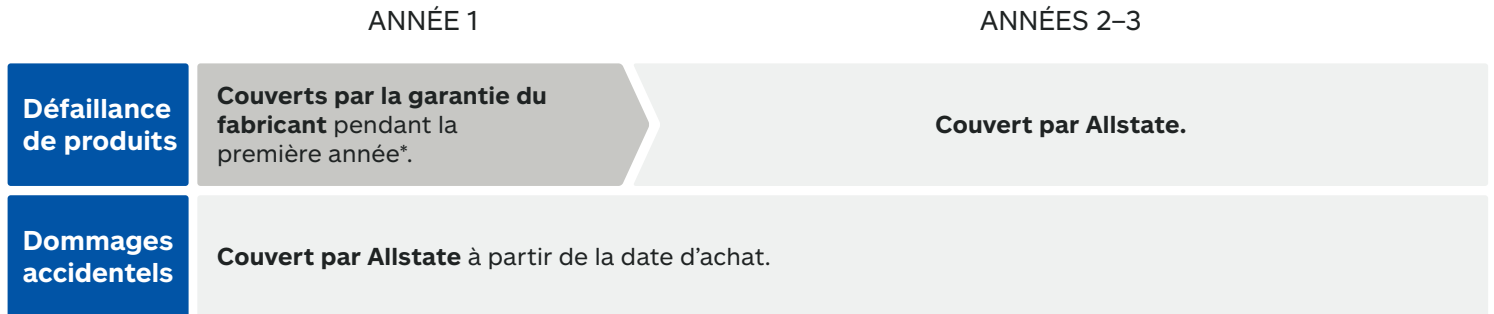 ANNÉE 1
ANNÉES 2–3
Défaillance
de produits
Couverts par la garantie du
fabricant pendant la
première année*.
Couvert par Allstate.
Dommages
accidentels
Couvert par Allstate à partir de la date d’achat.